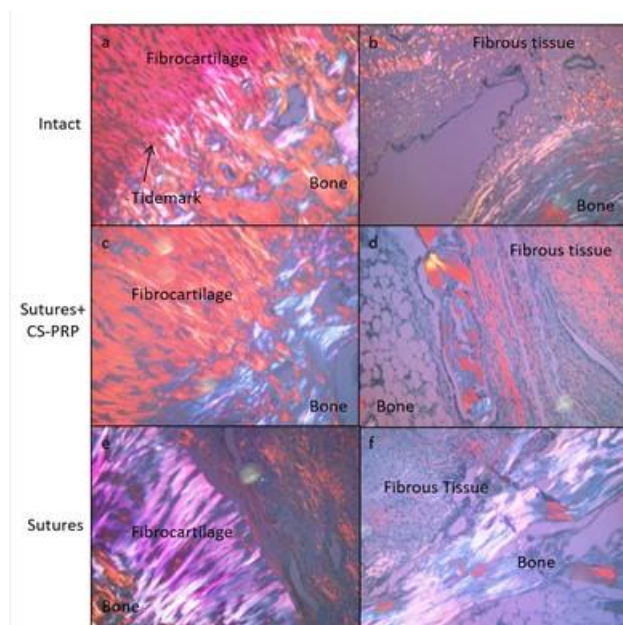 a
Fibrocartilage
Tidemark
Bone
b
Fibrous tissue
Bone
Intact
c
Fibrocartilage
Bone
d
Fibrous tissue
Bone
Sutures+
CS-PRP
e
Fibrocartilage
Bone
f
Fibrous Tissue
Bone
Sutures